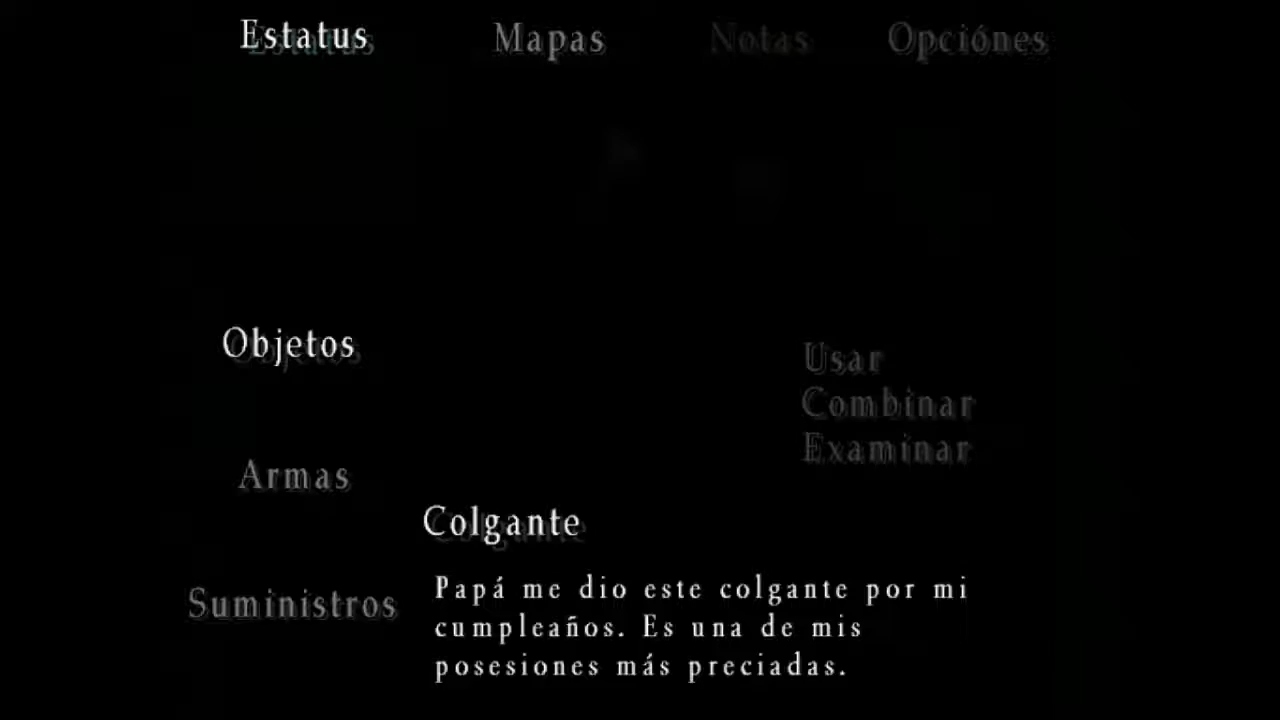 Estatus Mapas Notas Opciónes
Objetos
Usar
Combinar
Examinar
Armas
Colgante
Suministros
Papá me dio este colgante por mi
cumpleaños. Es una de mis
posesiones más preciadas.